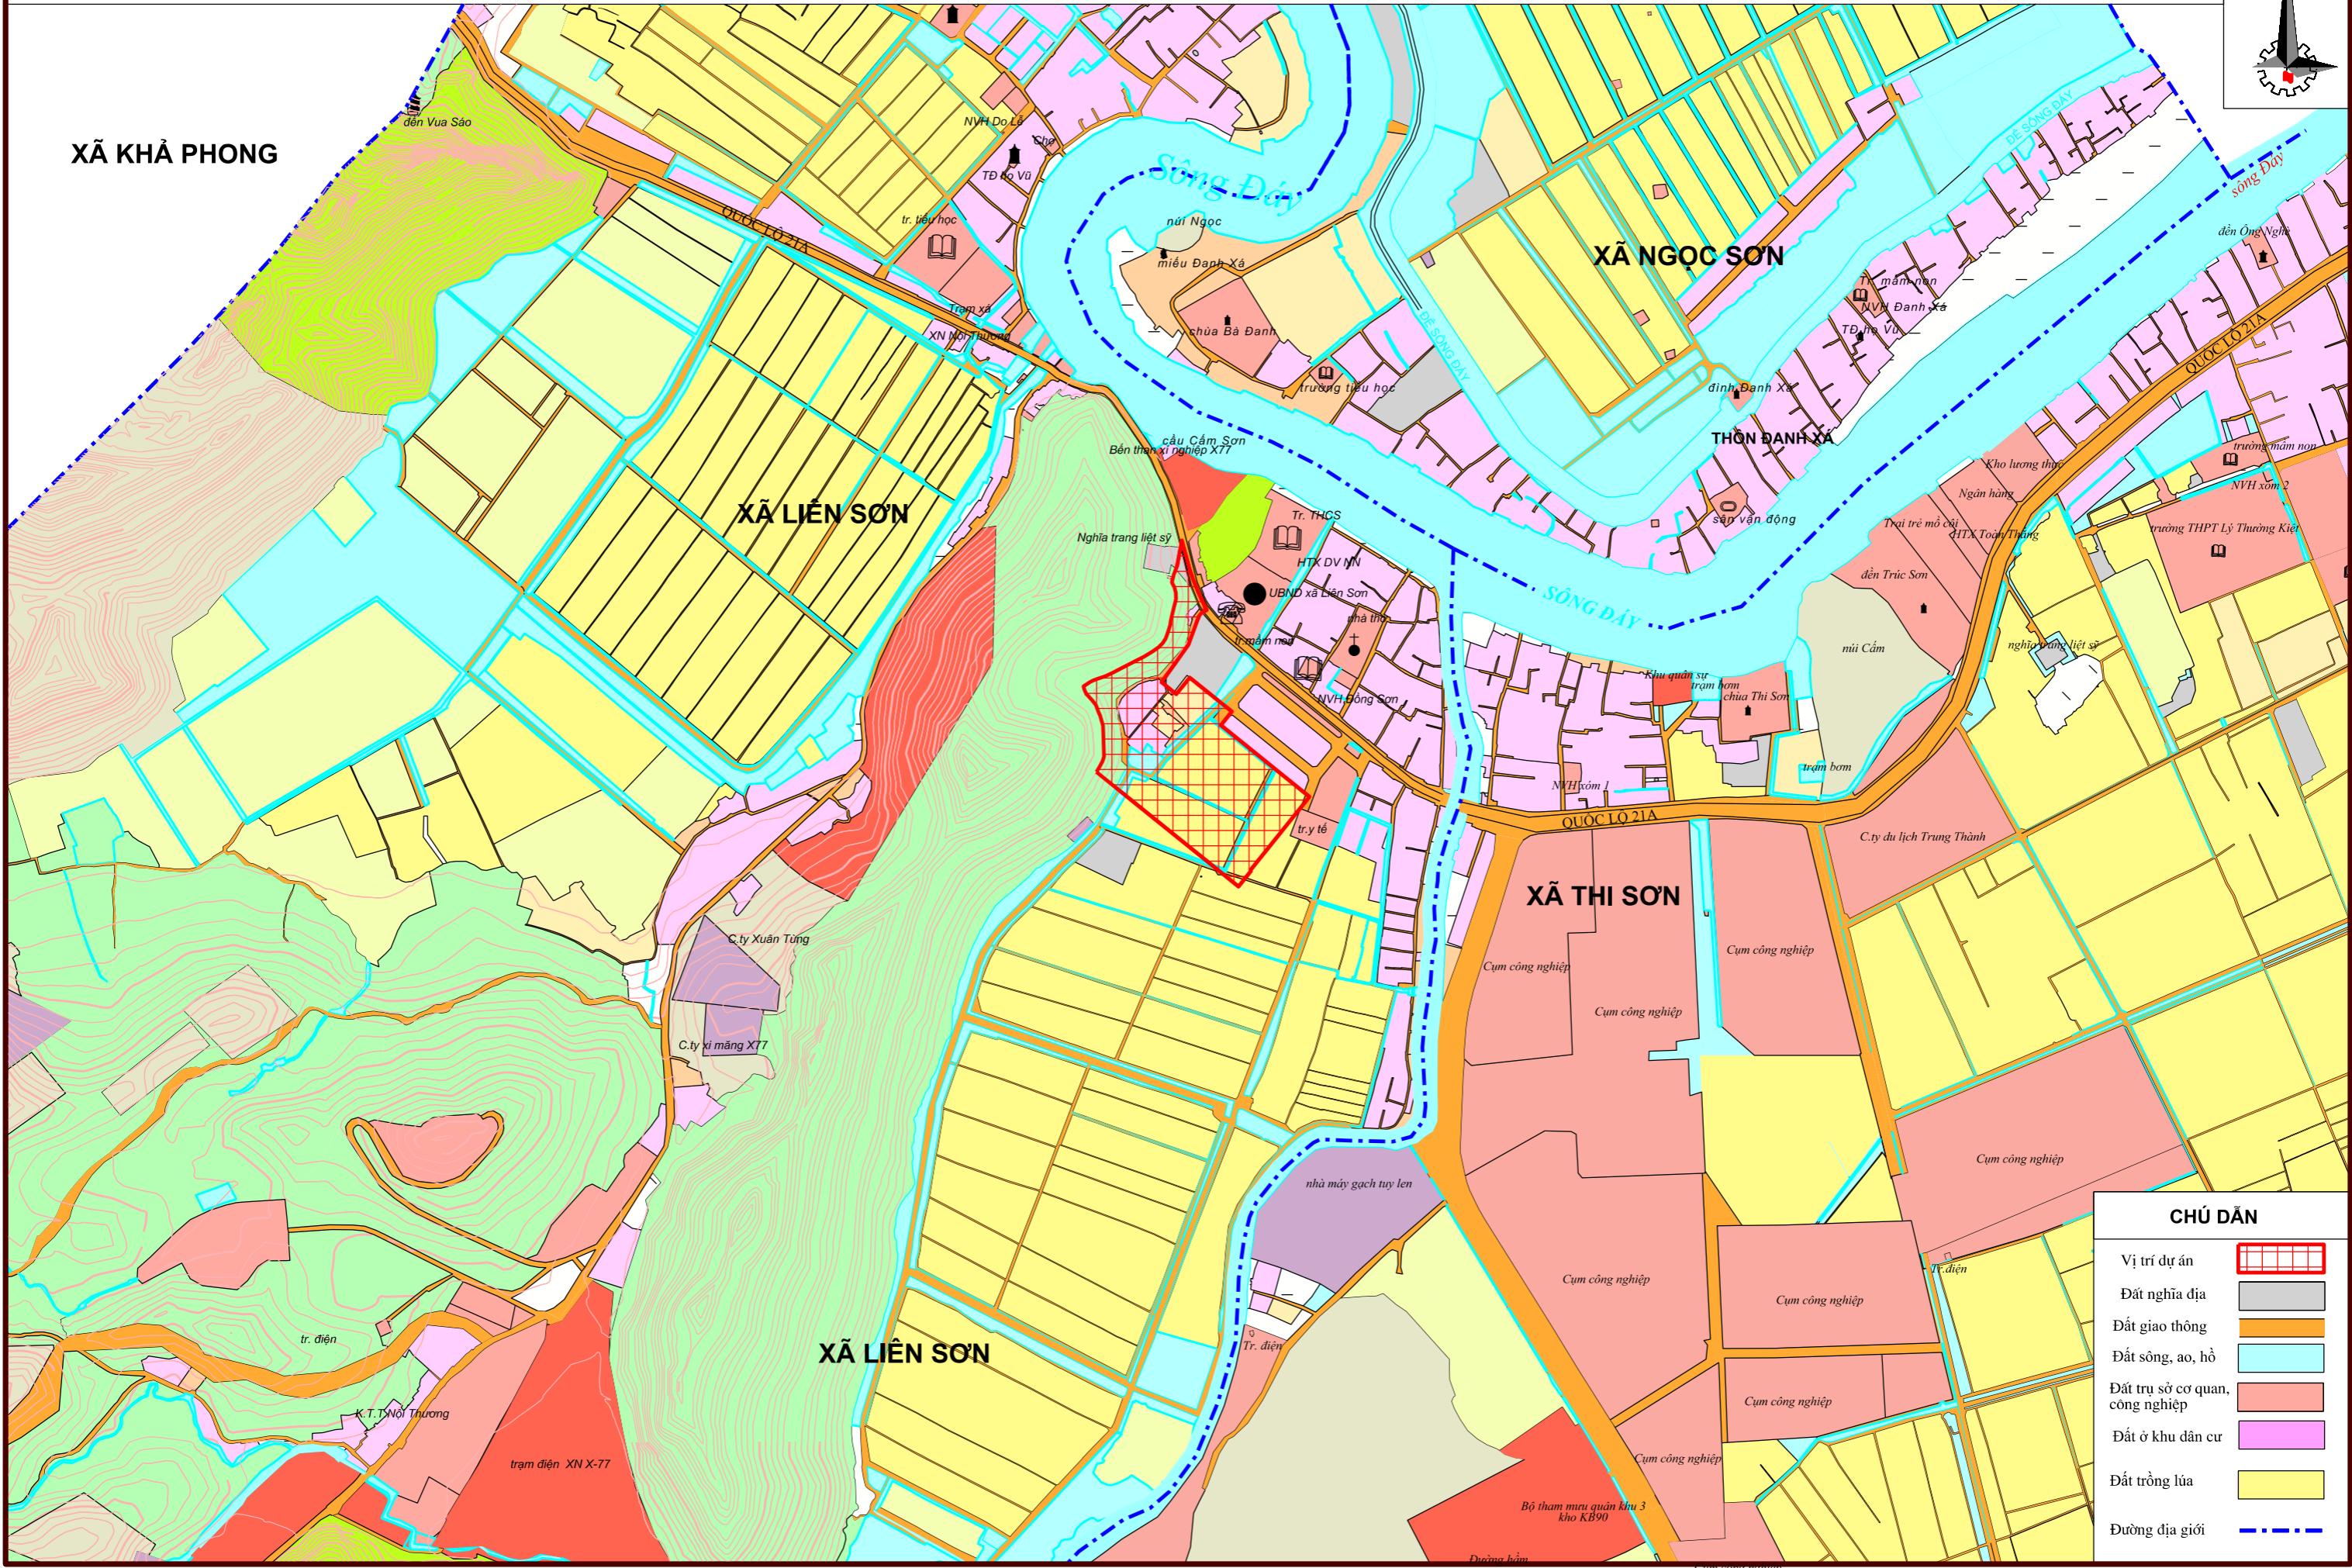 XÃ KHẢ PHONG
đền Vua Sáo
QUỐC LỘ 21A
NVH Do Lễ
Chợ
TĐ họ Vũ
tr. tiểu học
Trạm xá
XN Nội Thương
Sông Đáy
núi Ngọc
miếu Đanh Xá
chùa Bà Đanh
trường tiểu học
ĐÊ SÔNG ĐÁY
XÃ NGỌC SƠN
ĐÊ SÔNG ĐÁY
sông Đáy
đền Ông Nghè
Tr. mầm non
NVH Đanh Xá
TĐ họ Vũ
QUỐC LỘ 21A
đình Đanh Xá
THÔN ĐANH XÁ
sân vận động
cầu Cấm Sơn
Bến than xí nghiệp X77
XÃ LIÊN SƠN
Nghĩa trang liệt sỹ
Tr. THCS
HTX DV NN
UBND xã Liên Sơn
nhà thờ
tr.mầm non
NVH Đồng Sơn
SÔNG ĐÁY
trường mầm non
Kho lương thực
NVH xóm 2
Ngân hàng
Trại trẻ mồ côi
HTX Toàn Thắng
trường THPT Lý Thường Kiệt
đền Trúc Sơn
núi Cấm
nghĩa trang liệt sỹ
Khu quân sự
trạm bơm
chùa Thi Sơn
trạm bơm
NVH xóm 1
QUỐC LỘ 21A
tr.y tế
C.ty du lịch Trung Thành
XÃ THI SƠN
C.ty Xuân Từng
Cụm công nghiệp
Cụm công nghiệp
Cụm công nghiệp
C.ty xi măng X77
Cụm công nghiệp
nhà máy gạch tuy len
Cụm công nghiệp
Cụm công nghiệp
Tr.điện
tr. điện
Tr. điện
XÃ LIÊN SƠN
Cụm công nghiệp
K.T.T Nội Thương
Cụm công nghiệp
trạm điện XN X-77
Bộ tham mưu quân khu 3
kho KB90
Đường hầm
CHÚ DẪN
Vị trí dự án
Đất nghĩa địa
Đất giao thông
Đất sông, ao, hồ
Đất trụ sở cơ quan,
công nghiệp
Đất ở khu dân cư
Đất trồng lúa
Đường địa giới